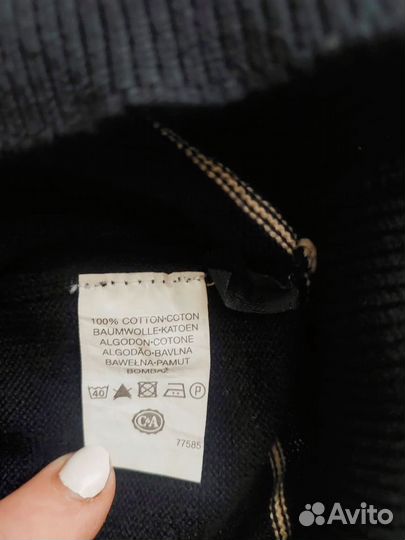 100% COTTON·COTON
BAUMWOLLE·KATOEN
ALGODON·COTONE
ALGODÃO·BAVLNA
BAWEŁNA·PAMUT
BOMBAŽ
40 P
C&A
77585
Avito